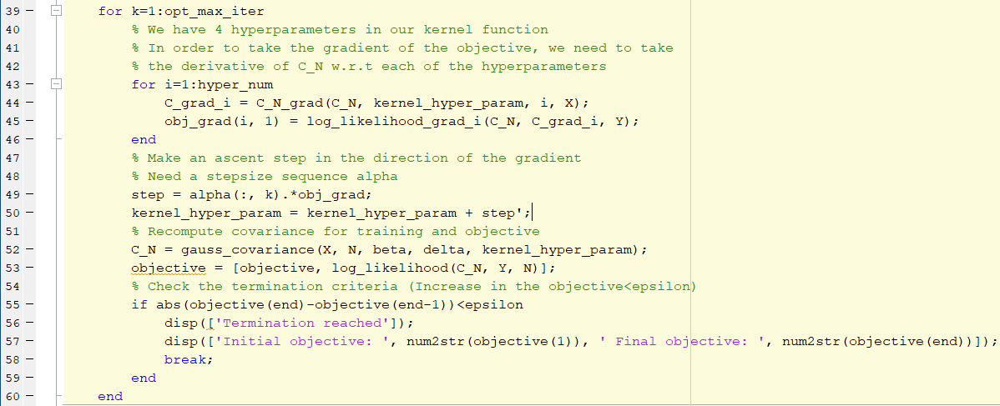 39 – for k=1:opt_max_iter
40 % We have 4 hyperparameters in our kernel function
41 % In order to take the gradient of the objective, we need to take
42 % the derivative of C_N w.r.t each of the hyperparameters
43 – for i=1:hyper_num
44 – C_grad_i = C_N_grad(C_N, kernel_hyper_param, i, X);
45 – obj_grad(i, 1) = log_likelihood_grad_i(C_N, C_grad_i, Y);
46 – end
47 % Make an ascent step in the direction of the gradient
48 % Need a stepsize sequence alpha
49 – step = alpha(:, k).*obj_grad;
50 – kernel_hyper_param = kernel_hyper_param + step';
51 % Recompute covariance for training and objective
52 – C_N = gauss_covariance(X, N, beta, delta, kernel_hyper_param);
53 – objective = [objective, log_likelihood(C_N, Y, N)];
54 % Check the termination criteria (Increase in the objective<epsilon)
55 – if abs(objective(end)-objective(end-1))<epsilon
56 – disp(['Termination reached']);
57 – disp(['Initial objective: ', num2str(objective(1)), ' Final objective: ', num2str(objective(end))]);
58 – break;
59 – end
60 – end